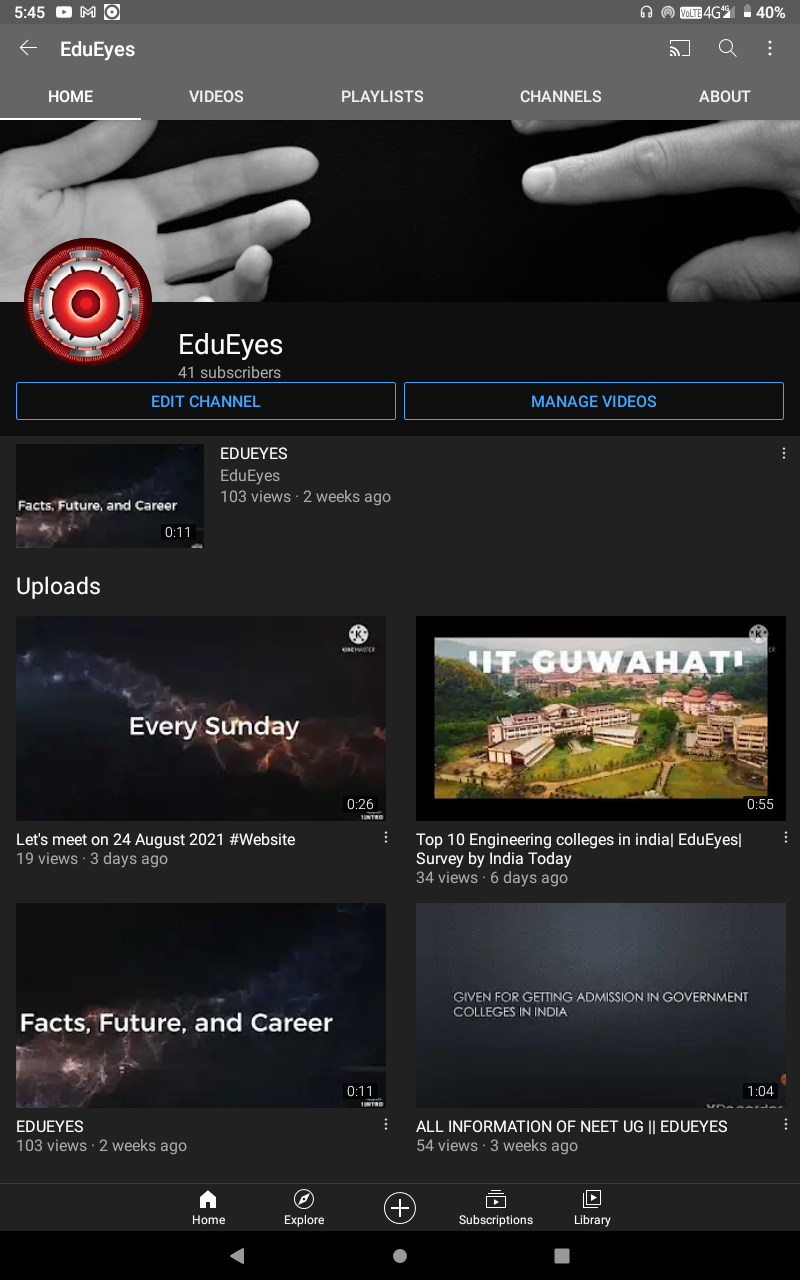 5:45
VoLTE 4G 4G 40%
EduEyes
HOME VIDEOS PLAYLISTS CHANNELS ABOUT
EduEyes
41 subscribers
EDIT CHANNEL MANAGE VIDEOS
Facts, Future, and Career
0:11
EDUEYES
EduEyes
103 views · 2 weeks ago
Uploads
Every Sunday
KINEMASTER
0:26
1INTRO
Let's meet on 24 August 2021 #Website
19 views · 3 days ago
IIT GUWAHATI
0:55
Top 10 Engineering colleges in india| EduEyes|
Survey by India Today
34 views · 6 days ago
Facts, Future, and Career
0:11
1INTRO
EDUEYES
103 views · 2 weeks ago
GIVEN FOR GETTING ADMISSION IN GOVERNMENT
COLLEGES IN INDIA
1:04
XRecorder
ALL INFORMATION OF NEET UG || EDUEYES
54 views · 3 weeks ago
Home Explore Subscriptions Library